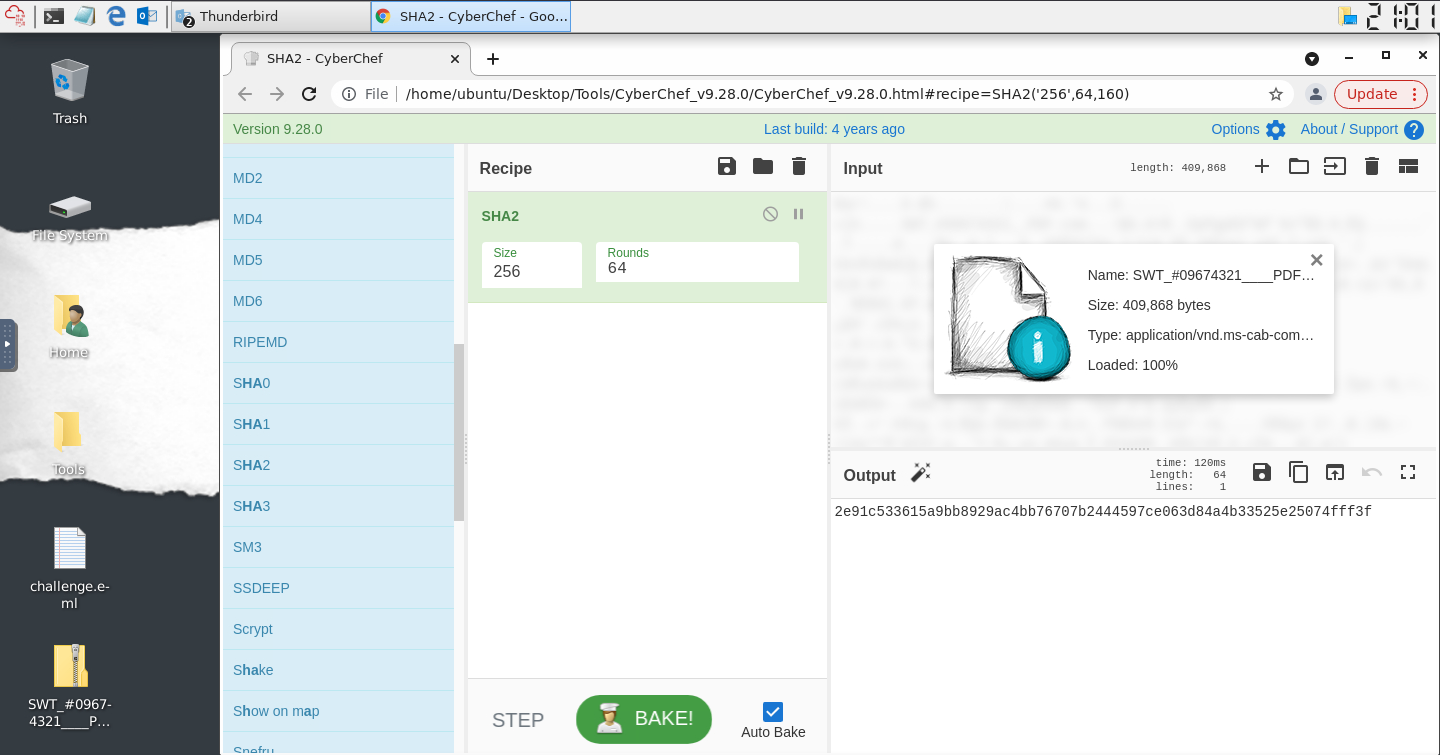 2
Thunderbird
SHA2 - CyberChef - Goo...
21:01
SHA2 - CyberChef
File
/home/ubuntu/Desktop/Tools/CyberChef_v9.28.0/CyberChef_v9.28.0.html#recipe=SHA2('256',64,160)
Update
Version 9.28.0
Last build: 4 years ago
Options
About / Support
Trash
File System
Home
Tools
challenge.e-
ml
SWT_#0967-
4321____P...
MD2
MD4
MD5
MD6
RIPEMD
SHA0
SHA1
SHA2
SHA3
SM3
SSDEEP
Scrypt
Shake
Show on map
Snefru
Recipe
SHA2
Size
256
Rounds
64
STEP
BAKE!
Auto Bake
Input
length: 409,868
Name: SWT_#09674321____PDF...
Size: 409,868 bytes
Type: application/vnd.ms-cab-com...
Loaded: 100%
Output
time: 120ms
length: 64
lines: 1
2e91c533615a9bb8929ac4bb76707b2444597ce063d84a4b33525e25074fff3f